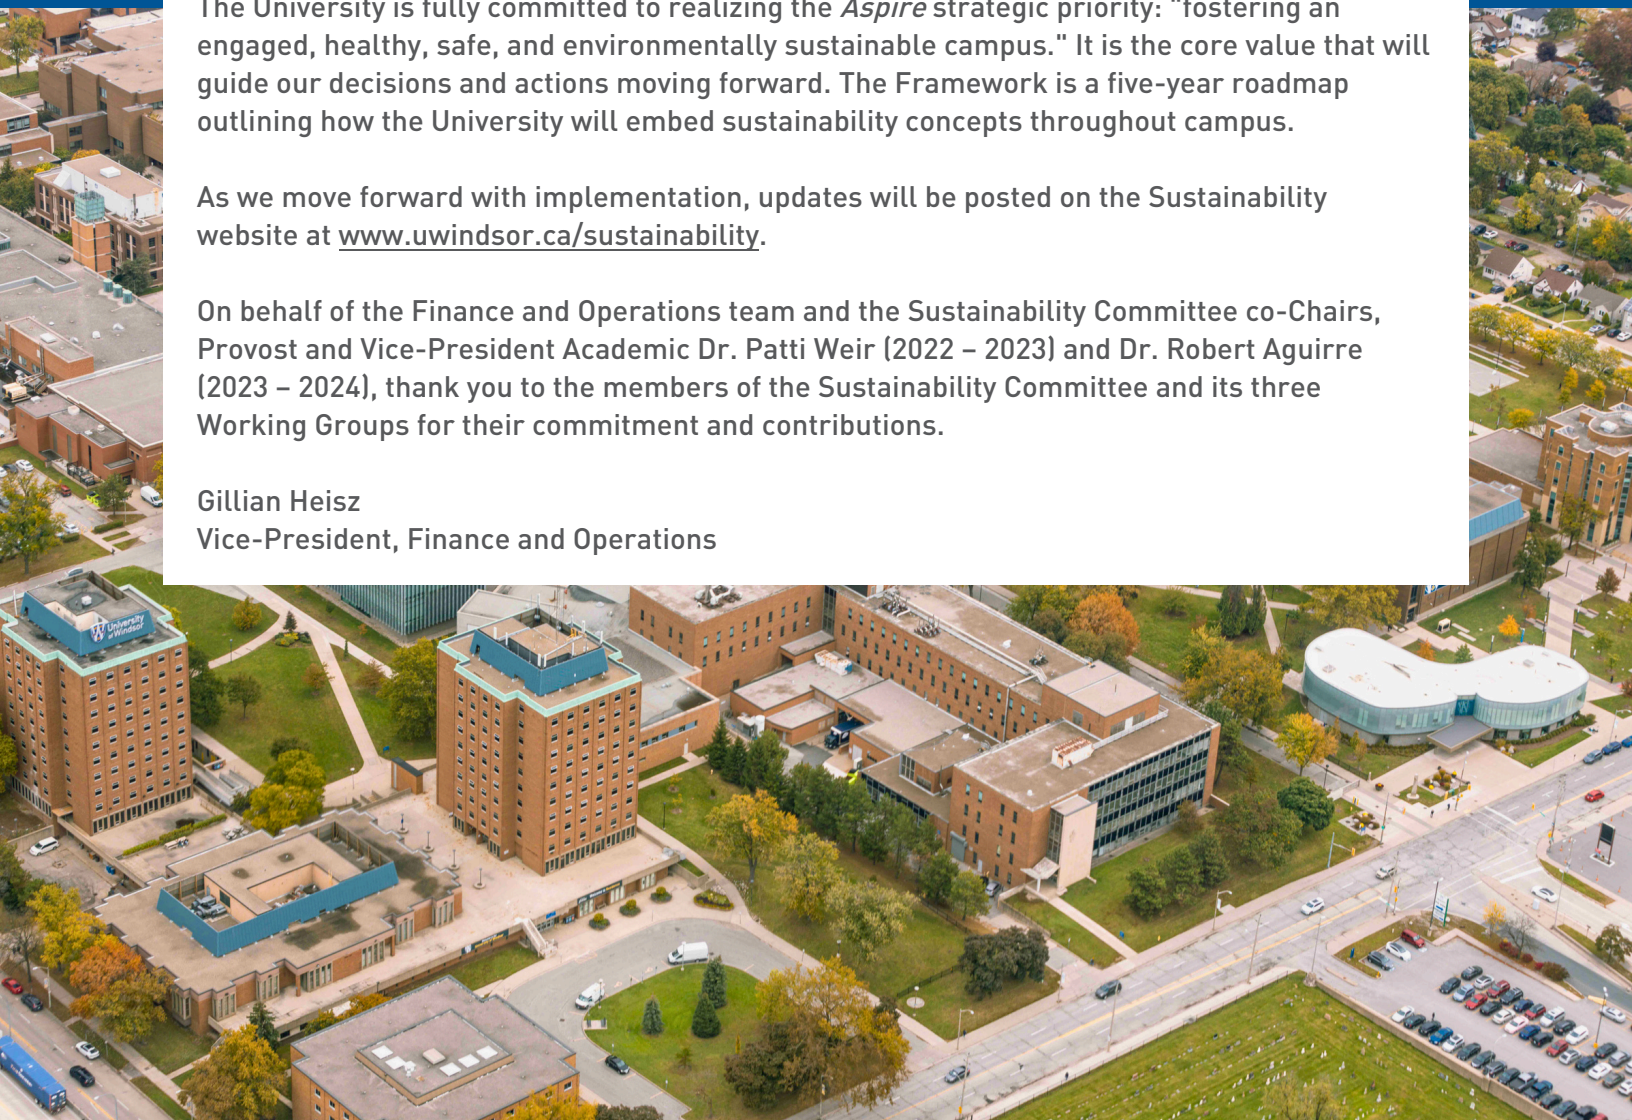 The University is fully committed to realizing the Aspire strategic priority: "fostering an
engaged, healthy, safe, and environmentally sustainable campus." It is the core value that will
guide our decisions and actions moving forward. The Framework is a five-year roadmap
outlining how the University will embed sustainability concepts throughout campus.
As we move forward with implementation, updates will be posted on the Sustainability
website at www.uwindsor.ca/sustainability.
On behalf of the Finance and Operations team and the Sustainability Committee co-Chairs,
Provost and Vice-President Academic Dr. Patti Weir (2022 – 2023) and Dr. Robert Aguirre
(2023 – 2024), thank you to the members of the Sustainability Committee and its three
Working Groups for their commitment and contributions.
Gillian Heisz
Vice-President, Finance and Operations
University
of Windsor